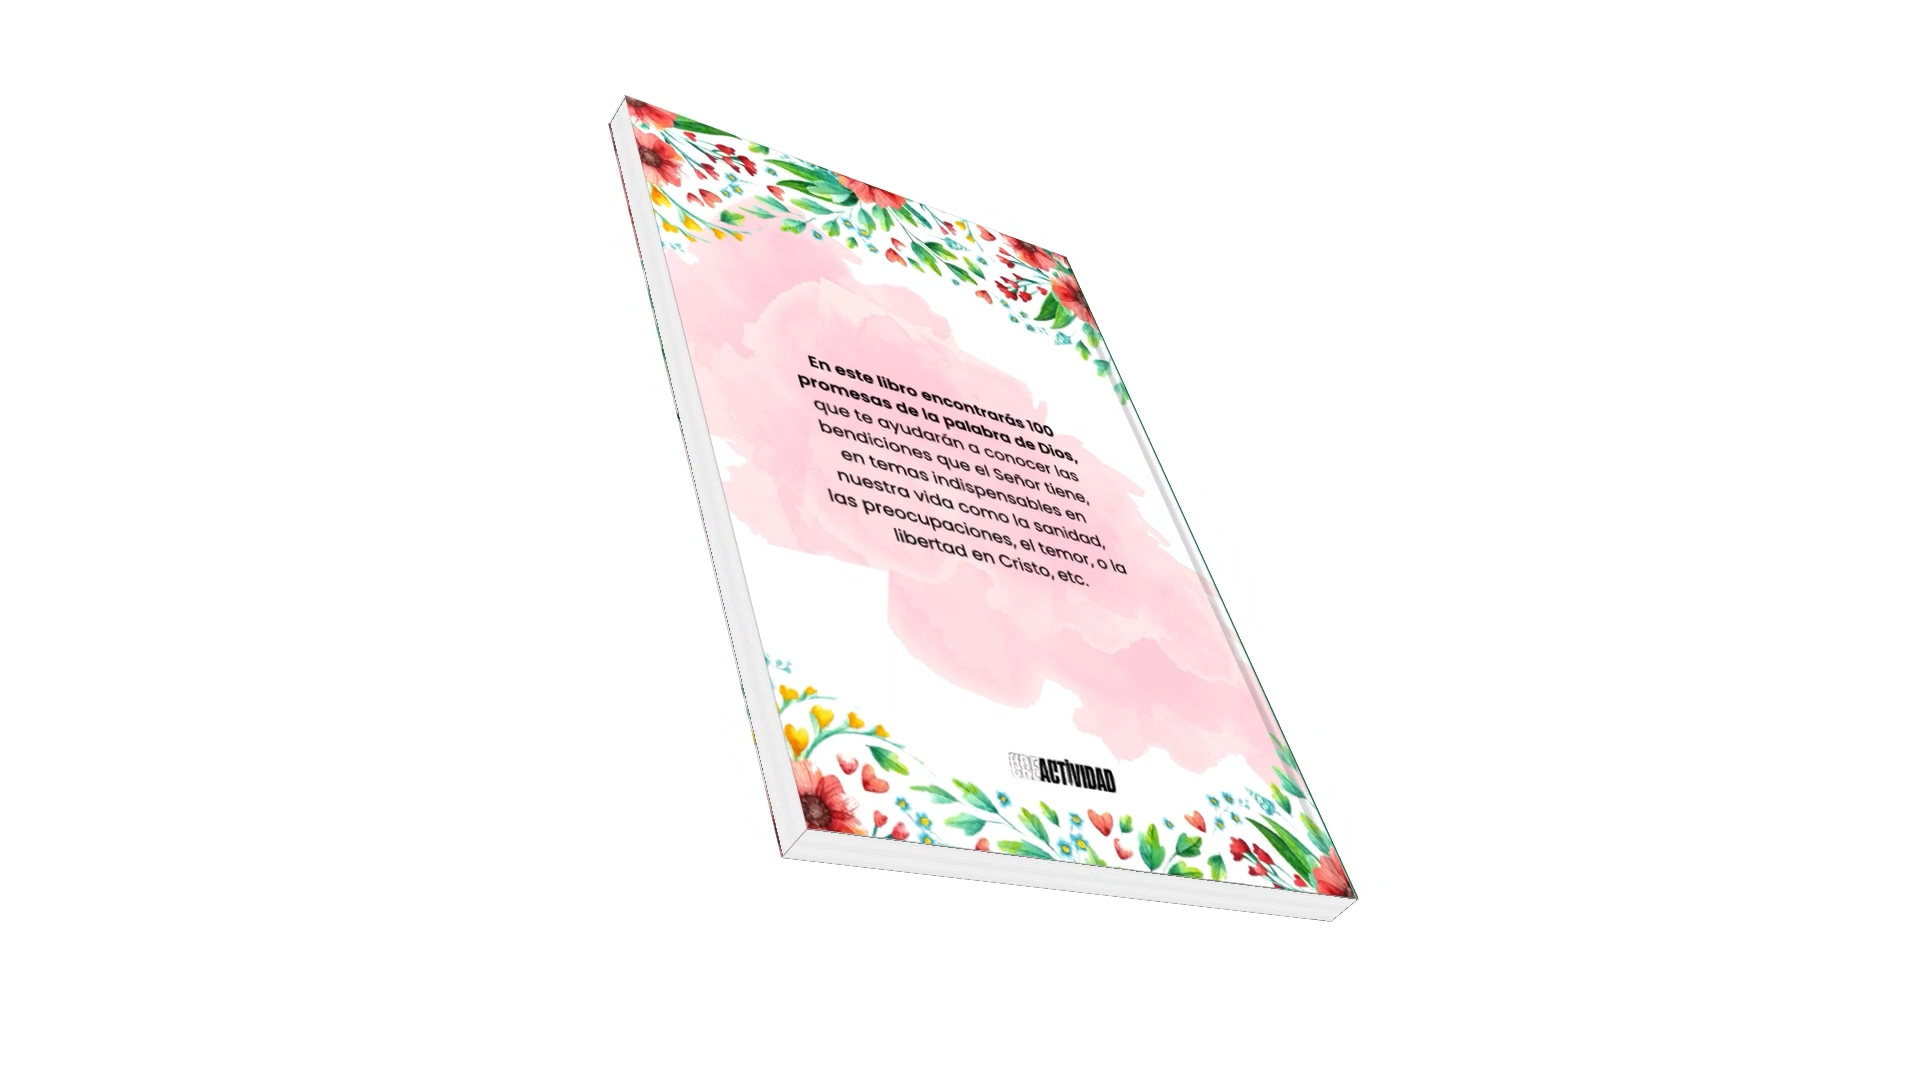 En este libro encontrarás 100
promesas de la palabra de Dios,
que te ayudarán a conocer las
bendiciones que el Señor tiene,
en temas indispensables en
nuestra vida como la sanidad,
las preocupaciones, el temor, o la
libertad en Cristo, etc.
CREACTIVIDAD